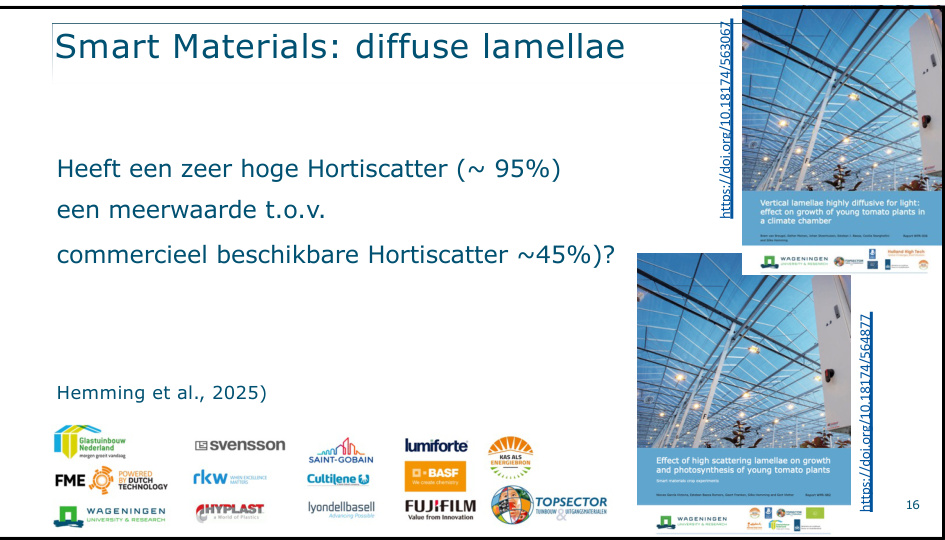 Smart Materials: diffuse lamellae
Heeft een zeer hoge Hortiscatter (~ 95%)
een meerwaarde t.o.v.
commercieel beschikbare Hortiscatter ~45%)?
Hemming et al., 2025)
https://doi.org/10.18174/563067
Vertical lamellae highly diffusive for light:
effect on growth of young tomato plants in
a climate chamber
WAGENINGEN
UNIVERSITY & RESEARCH
https://doi.org/10.18174/564877
Effect of high scattering lamellae on growth
and photosynthesis of young tomato plants
Smart materials crop experiments
WAGENINGEN
UNIVERSITY & RESEARCH
Glastuinbouw
Nederland
morgen groeit vandaag
svensson
SAINT-GOBAIN
lumiforte
KAS ALS
ENERGIEBRON
FME
POWERED
BY DUTCH
TECHNOLOGY
rkw
WHEN EXCELLENCE
MATTERS
Cultilene
BASF
We create chemistry
WAGENINGEN
UNIVERSITY & RESEARCH
HYPLAST
a World of Plastics
lyondellbasell
Advancing Possible
FUJIFILM
Value from Innovation
TOPSECTOR
TUINBOUW & UITGANGSMATERIALEN
16